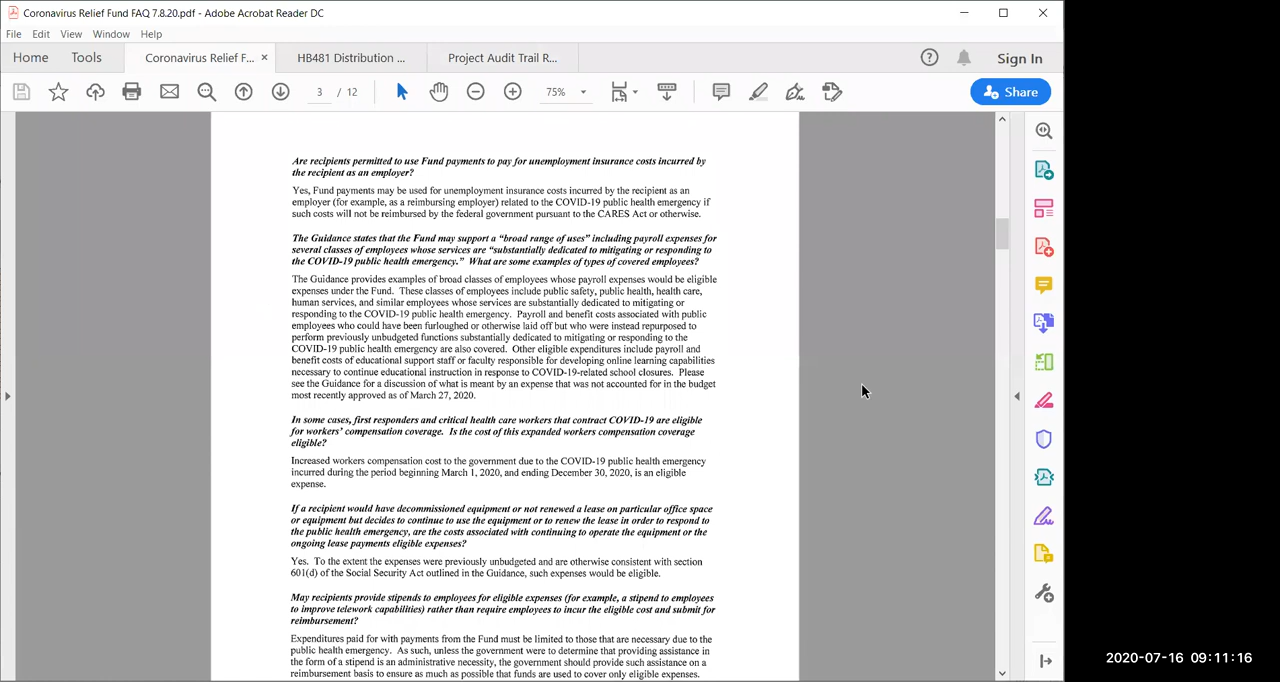 Coronavirus Relief Fund FAQ 7.8.20.pdf - Adobe Acrobat Reader DC
File Edit View Window Help
Home Tools Coronavirus Relief F... × HB481 Distribution ... Project Audit Trail R... Sign In
3 / 12 75% Share
Are recipients permitted to use Fund payments to pay for unemployment insurance costs incurred by
the recipient as an employer?
Yes, Fund payments may be used for unemployment insurance costs incurred by the recipient as an
employer (for example, as a reimbursing employer) related to the COVID-19 public health emergency if
such costs will not be reimbursed by the federal government pursuant to the CARES Act or otherwise.
The Guidance states that the Fund may support a “broad range of uses” including payroll expenses for
several classes of employees whose services are “substantially dedicated to mitigating or responding to
the COVID-19 public health emergency.” What are some examples of types of covered employees?
The Guidance provides examples of broad classes of employees whose payroll expenses would be eligible
expenses under the Fund. These classes of employees include public safety, public health, health care,
human services, and similar employees whose services are substantially dedicated to mitigating or
responding to the COVID-19 public health emergency. Payroll and benefit costs associated with public
employees who could have been furloughed or otherwise laid off but who were instead repurposed to
perform previously unbudgeted functions substantially dedicated to mitigating or responding to the
COVID-19 public health emergency are also covered. Other eligible expenditures include payroll and
benefit costs of educational support staff or faculty responsible for developing online learning capabilities
necessary to continue educational instruction in response to COVID-19-related school closures. Please
see the Guidance for a discussion of what is meant by an expense that was not accounted for in the budget
most recently approved as of March 27, 2020.
In some cases, first responders and critical health care workers that contract COVID-19 are eligible
for workers’ compensation coverage. Is the cost of this expanded workers compensation coverage
eligible?
Increased workers compensation cost to the government due to the COVID-19 public health emergency
incurred during the period beginning March 1, 2020, and ending December 30, 2020, is an eligible
expense.
If a recipient would have decommissioned equipment or not renewed a lease on particular office space
or equipment but decides to continue to use the equipment or to renew the lease in order to respond to
the public health emergency, are the costs associated with continuing to operate the equipment or the
ongoing lease payments eligible expenses?
Yes. To the extent the expenses were previously unbudgeted and are otherwise consistent with section
601(d) of the Social Security Act outlined in the Guidance, such expenses would be eligible.
May recipients provide stipends to employees for eligible expenses (for example, a stipend to employees
to improve telework capabilities) rather than require employees to incur the eligible cost and submit for
reimbursement?
Expenditures paid for with payments from the Fund must be limited to those that are necessary due to the
public health emergency. As such, unless the government were to determine that providing assistance in
the form of a stipend is an administrative necessity, the government should provide such assistance on a
reimbursement basis to ensure as much as possible that funds are used to cover only eligible expenses.
2020-07-16 09:11:16